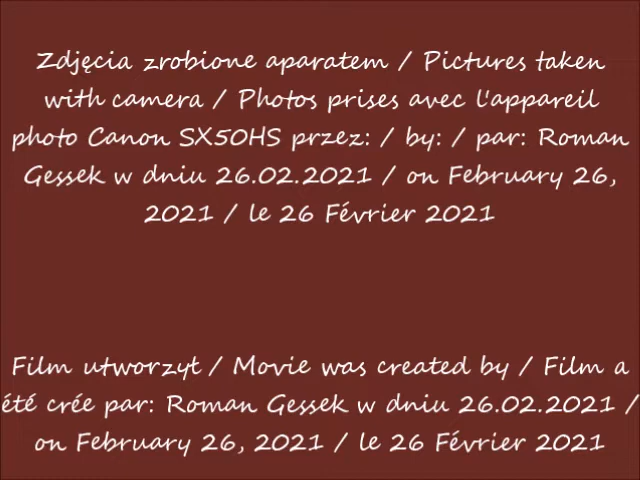 Zdjęcia zrobione aparatem / Pictures taken
with camera / Photos prises avec l'appareil
photo Canon SX50HS przez: / by: / par: Roman
Gessek w dniu 26.02.2021 / on February 26,
2021 / le 26 Février 2021
Film utworzył / Movie was created by / Film a
été crée par: Roman Gessek w dniu 26.02.2021 /
on February 26, 2021 / le 26 Février 2021